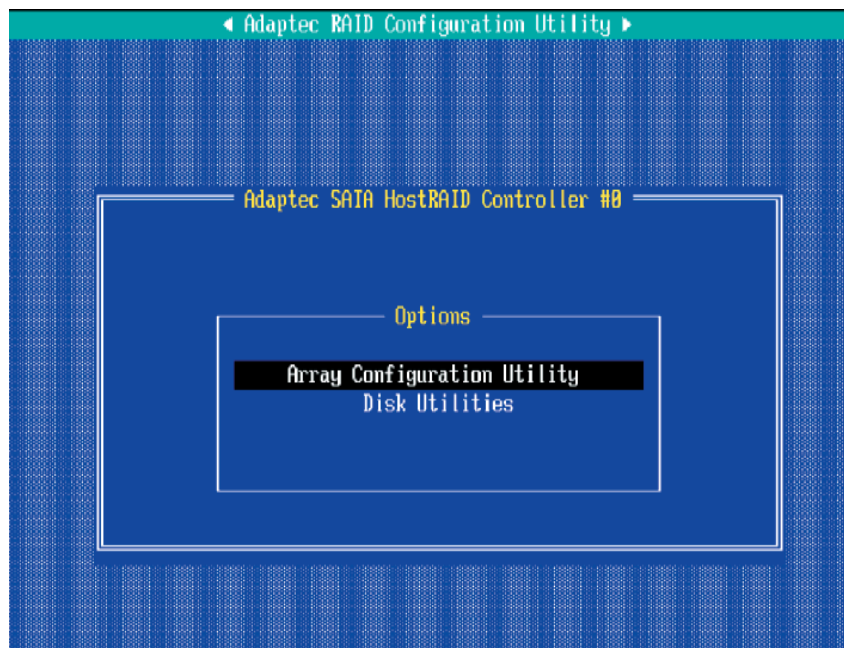 Adaptec RAID Configuration Utility
Adaptec SATA HostRAID Controller #0
Options
Array Configuration Utility
Disk Utilities